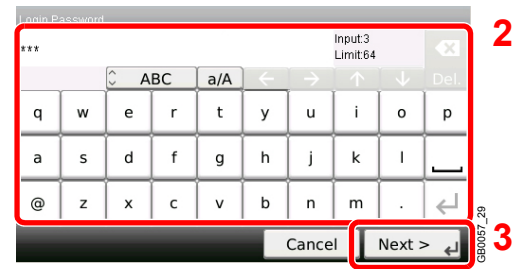 Login Password
***
Input:3
Limit:64
ABC a/A Del.
q w e r t y u i o p
a s d f g h j k l
@ z x c v b n m .
Cancel Next >
2
3
GB0057_29